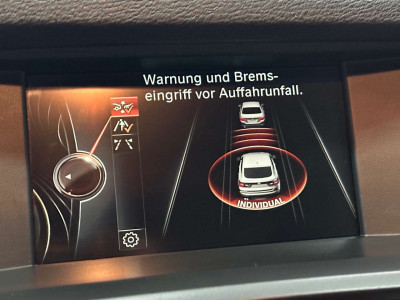 Warnung und Brems-
eingriff vor Auffahrunfall.
INDIVIDUAL